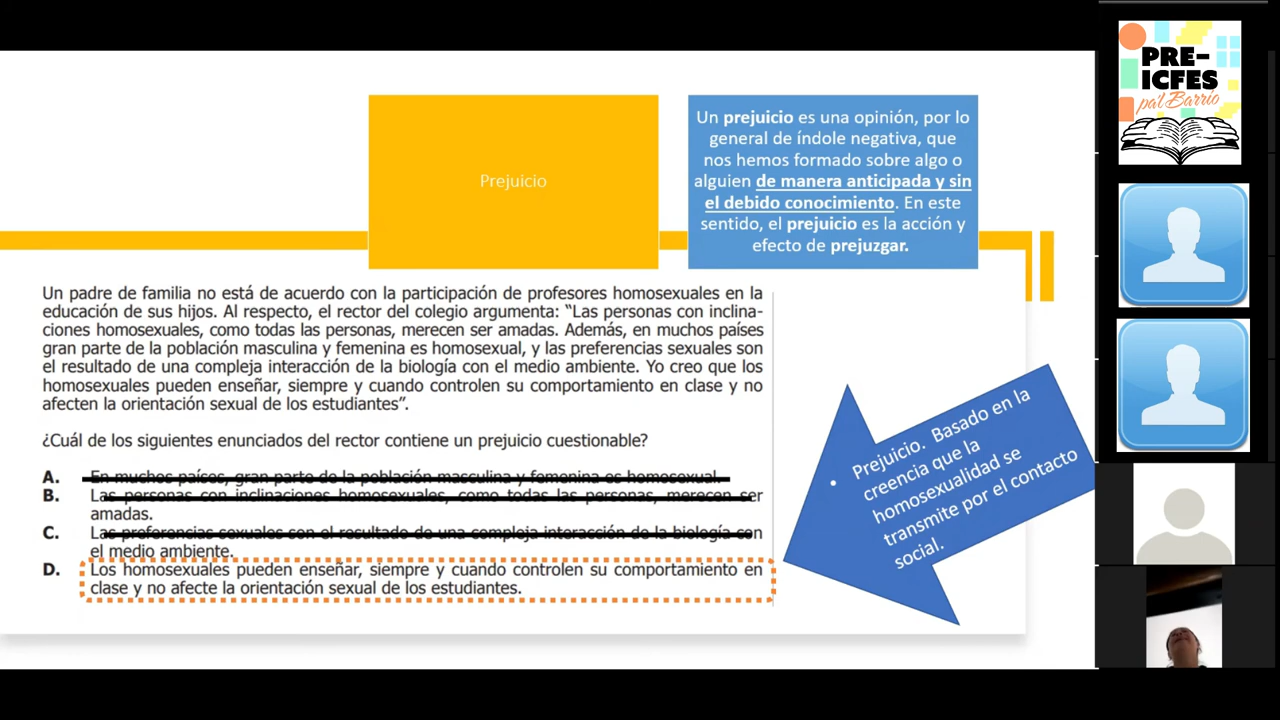 PRE-
ICFES
pa'l Barrio
Prejuicio
Un prejuicio es una opinión, por lo
general de índole negativa, que
nos hemos formado sobre algo o
alguien de manera anticipada y sin
el debido conocimiento. En este
sentido, el prejuicio es la acción y
efecto de prejuzgar.
Un padre de familia no está de acuerdo con la participación de profesores homosexuales en la
educación de sus hijos. Al respecto, el rector del colegio argumenta: “Las personas con inclina-
ciones homosexuales, como todas las personas, merecen ser amadas. Además, en muchos países
gran parte de la población masculina y femenina es homosexual, y las preferencias sexuales son
el resultado de una compleja interacción de la biología con el medio ambiente. Yo creo que los
homosexuales pueden enseñar, siempre y cuando controlen su comportamiento en clase y no
afecten la orientación sexual de los estudiantes”.
¿Cuál de los siguientes enunciados del rector contiene un prejuicio cuestionable?
A. En muchos países, gran parte de la población masculina y femenina es homosexual.
B. Las personas con inclinaciones homosexuales, como todas las personas, merecen ser
amadas.
C. Las preferencias sexuales son el resultado de una compleja interacción de la biología con
el medio ambiente.
D. Los homosexuales pueden enseñar, siempre y cuando controlen su comportamiento en
clase y no afecte la orientación sexual de los estudiantes.
• Prejuicio. Basado en la
creencia que la
homosexualidad se
transmite por el contacto
social.